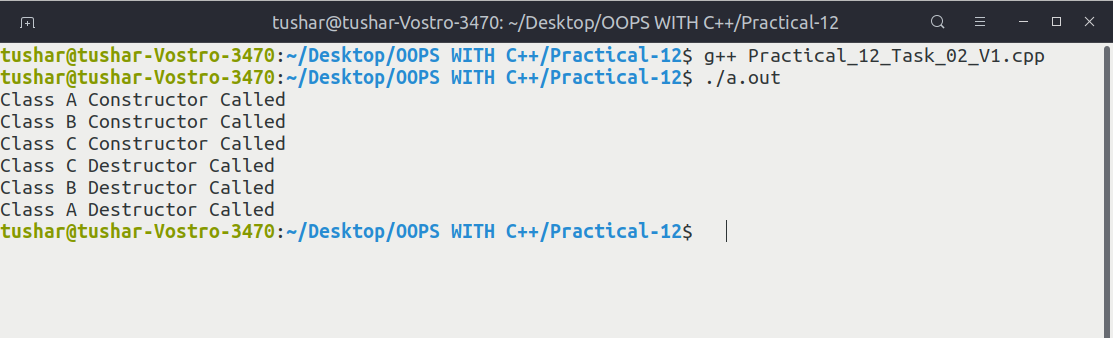 tushar@tushar-Vostro-3470: ~/Desktop/OOPS WITH C++/Practical-12
tushar@tushar-Vostro-3470:~/Desktop/OOPS WITH C++/Practical-12$ g++ Practical_12_Task_02_V1.cpp
tushar@tushar-Vostro-3470:~/Desktop/OOPS WITH C++/Practical-12$ ./a.out
Class A Constructor Called
Class B Constructor Called
Class C Constructor Called
Class C Destructor Called
Class B Destructor Called
Class A Destructor Called
tushar@tushar-Vostro-3470:~/Desktop/OOPS WITH C++/Practical-12$